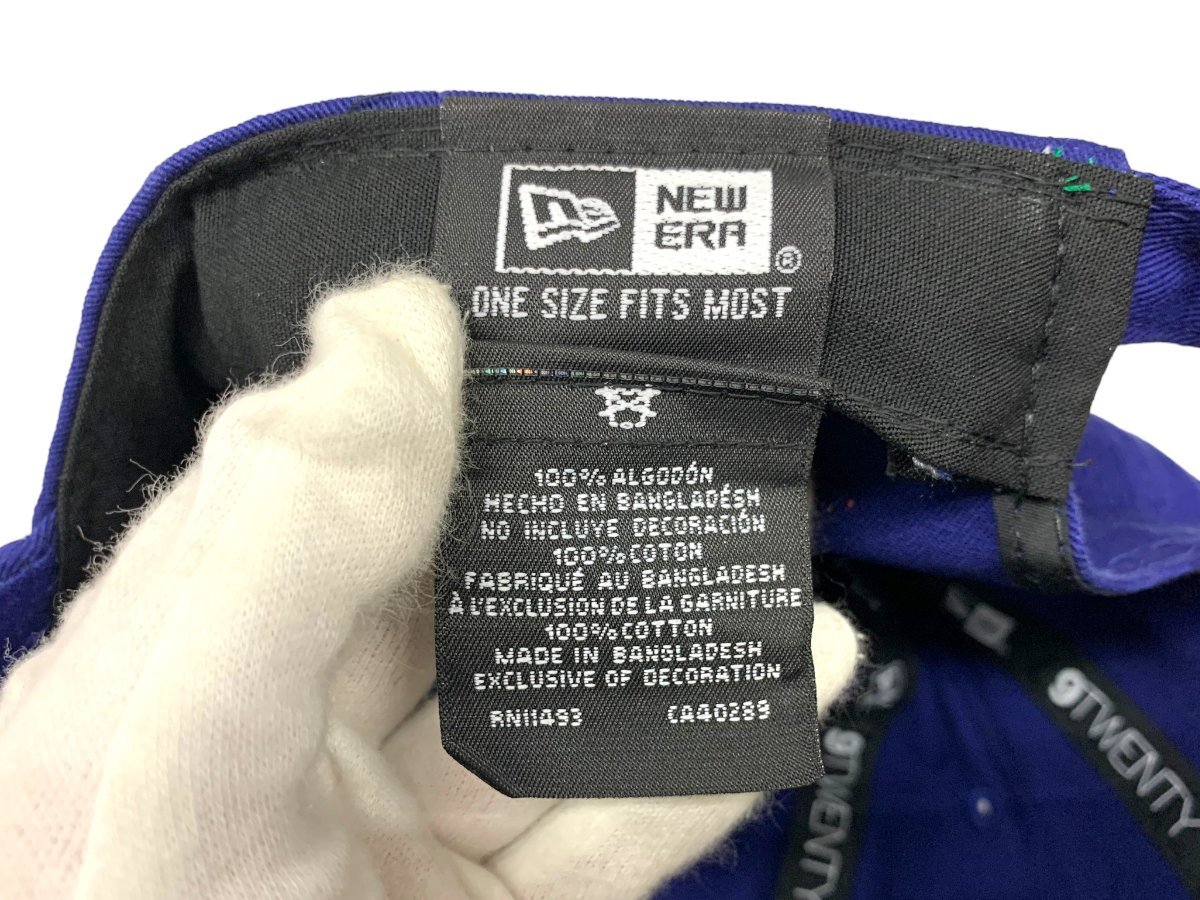 NEW
ERA
®
ONE SIZE FITS MOST
100% ALGODÓN
HECHO EN BANGLADÉSH
NO INCLUYE DECORACIÓN
100% COTON
FABRIQUÉ AU BANGLADESH
À L'EXCLUSION DE LA GARNITURE
100% COTTON
MADE IN BANGLADESH
EXCLUSIVE OF DECORATION
RN11493 CA40289
9TWENTY
9TWENTY